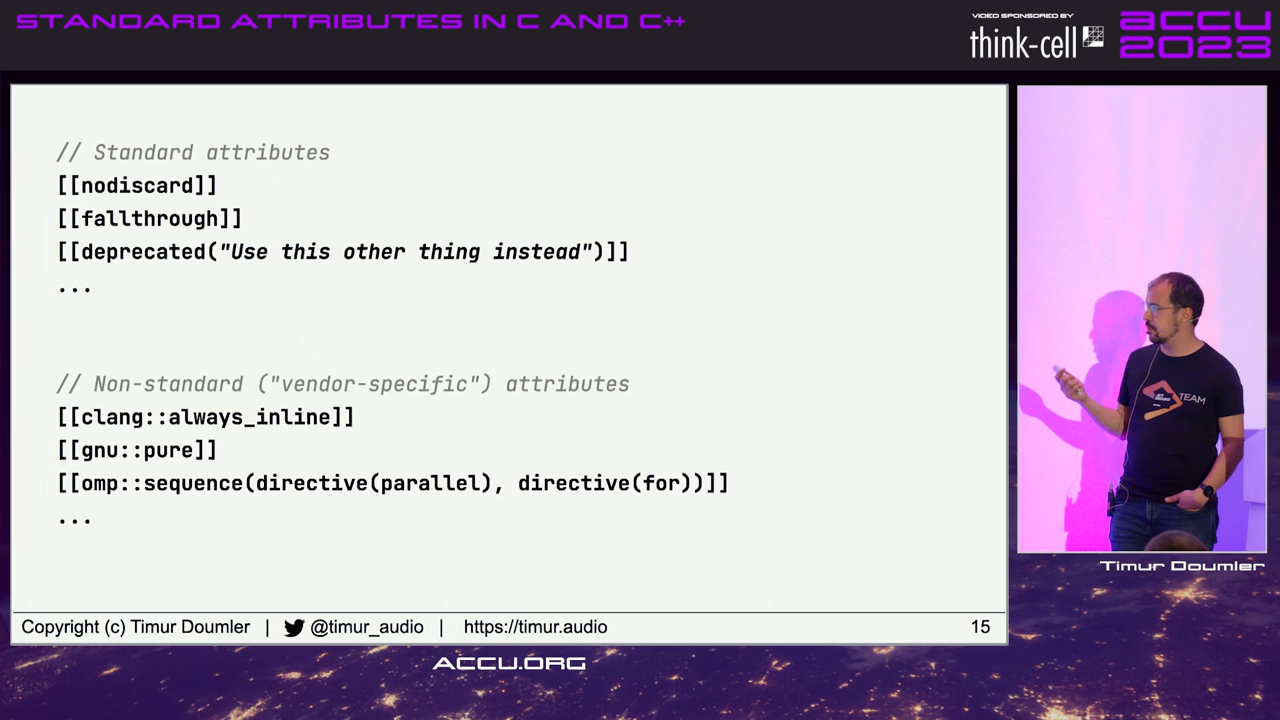 STANDARD ATTRIBUTES IN C AND C++
VIDEO SPONSORED BY
think-cell
ACCU
2023
// Standard attributes
[[nodiscard]]
[[fallthrough]]
[[deprecated("Use this other thing instead")]]
...
// Non-standard ("vendor-specific") attributes
[[clang::always_inline]]
[[gnu::pure]]
[[omp::sequence(directive(parallel), directive(for))]]
...
TEAM
Timur Doumler
Copyright (c) Timur Doumler | @timur_audio | https://timur.audio
15
ACCU.ORG